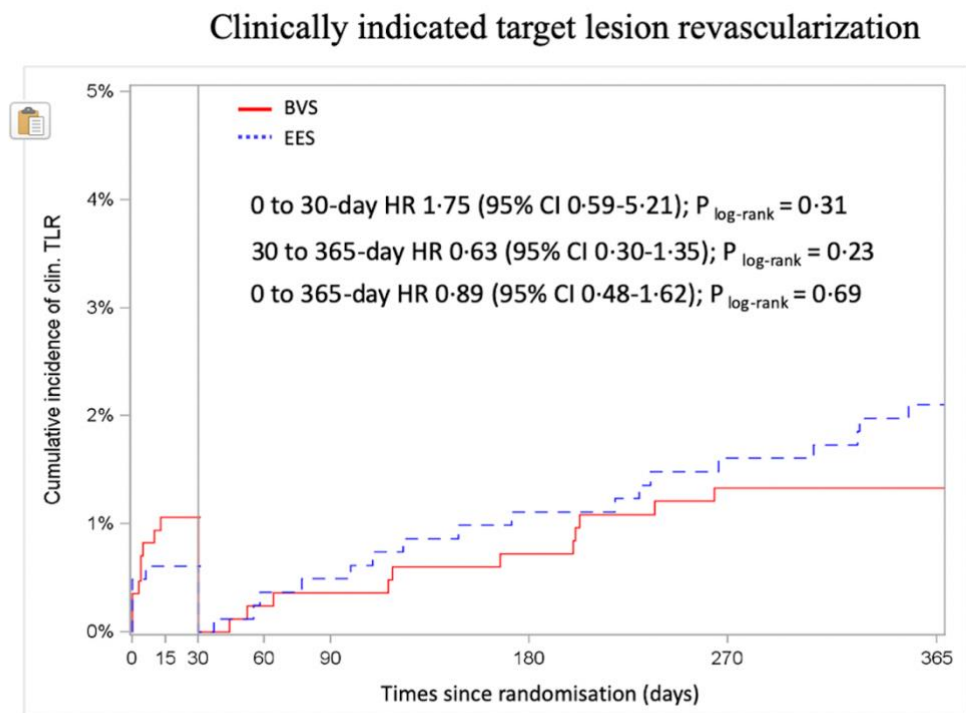 Clinically indicated target lesion revascularization
5%
4%
3%
2%
1%
0%
Cumulative incidence of clin. TLR
BVS
EES
0 to 30-day HR 1·75 (95% CI 0·59-5·21); P log-rank = 0·31
30 to 365-day HR 0·63 (95% CI 0·30-1·35); P log-rank = 0·23
0 to 365-day HR 0·89 (95% CI 0·48-1·62); P log-rank = 0·69
0 15 30 60 90 180 270 365
Times since randomisation (days)